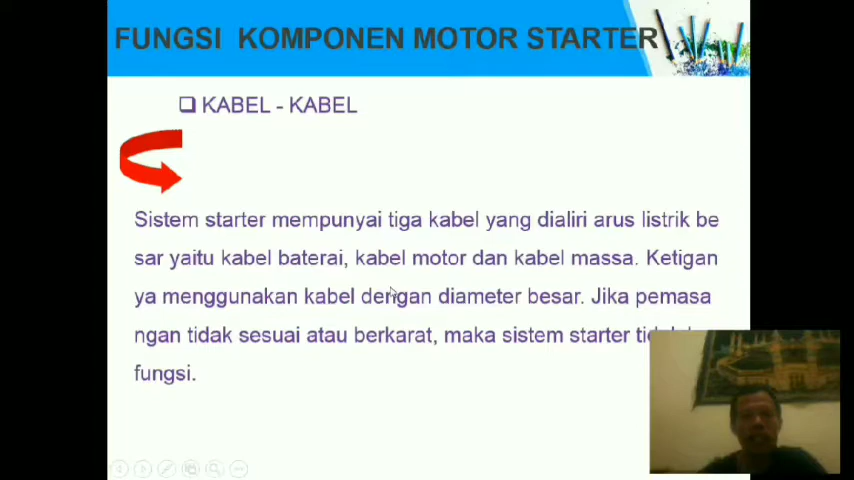 FUNGSI KOMPONEN MOTOR STARTER
KABEL - KABEL
Sistem starter mempunyai tiga kabel yang dialiri arus listrik be
sar yaitu kabel baterai, kabel motor dan kabel massa. Ketigan
ya menggunakan kabel dengan diameter besar. Jika pemasa
ngan tidak sesuai atau berkarat, maka sistem starter
fungsi.